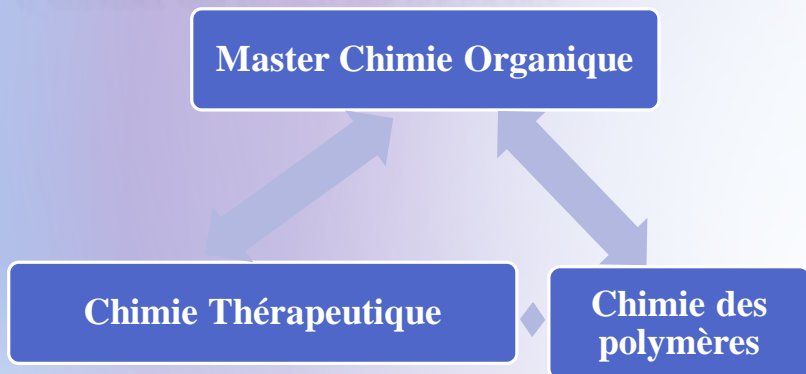 Master Chimie Organique
Chimie Thérapeutique
Chimie des
polymères